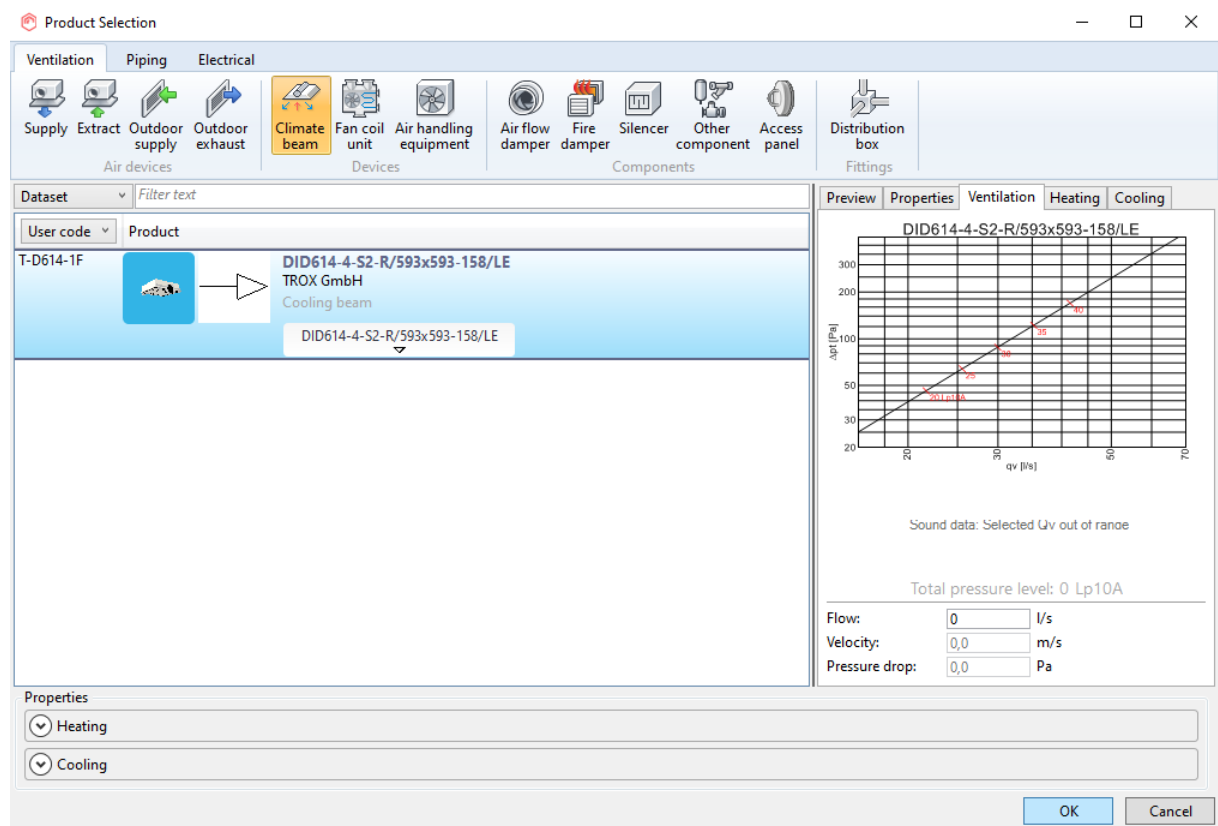 Product Selection
Ventilation Piping Electrical
Supply Extract Outdoor supply Outdoor exhaust Climate beam Fan coil unit Air handling equipment Air flow damper Fire damper Silencer Other component Access panel Distribution box
Air devices Devices Components Fittings
Dataset Filter text
User code Product
T-D614-1F
DID614-4-S2-R/593x593-158/LE
TROX GmbH
Cooling beam
DID614-4-S2-R/593x593-158/LE
Preview Properties Ventilation Heating Cooling
DID614-4-S2-R/593x593-158/LE
300
200
100
50
30
20
Δpt [Pa]
40
35
30
25
20 Lp10A
20 30 50 70
qv [l/s]
Sound data: Selected Qv out of range
Total pressure level: 0 Lp10A
Flow: 0 l/s
Velocity: 0,0 m/s
Pressure drop: 0,0 Pa
Properties
Heating
Cooling
OK Cancel